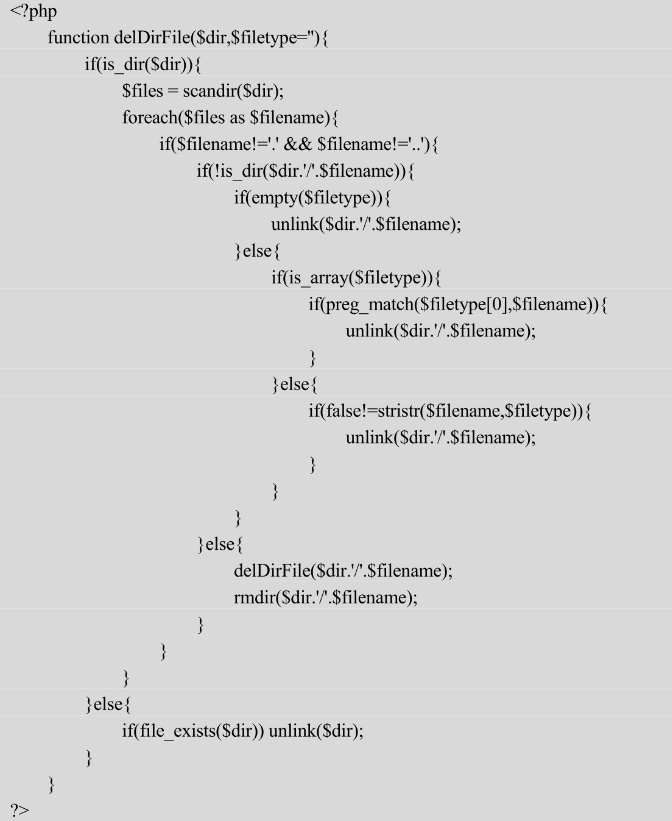 <?php
function delDirFile($dir,$filetype=''){
if(is_dir($dir)){
$files = scandir($dir);
foreach($files as $filename){
if($filename!='.' && $filename!='..'){
if(!is_dir($dir.'/'.$filename)){
if(empty($filetype)){
unlink($dir.'/'.$filename);
}else{
if(is_array($filetype)){
if(preg_match($filetype[0],$filename)){
unlink($dir.'/'.$filename);
}
}else{
if(false!=stristr($filename,$filetype)){
unlink($dir.'/'.$filename);
}
}
}
}else{
delDirFile($dir.'/'.$filename);
rmdir($dir.'/'.$filename);
}
}
}
}else{
if(file_exists($dir)) unlink($dir);
}
}
?>